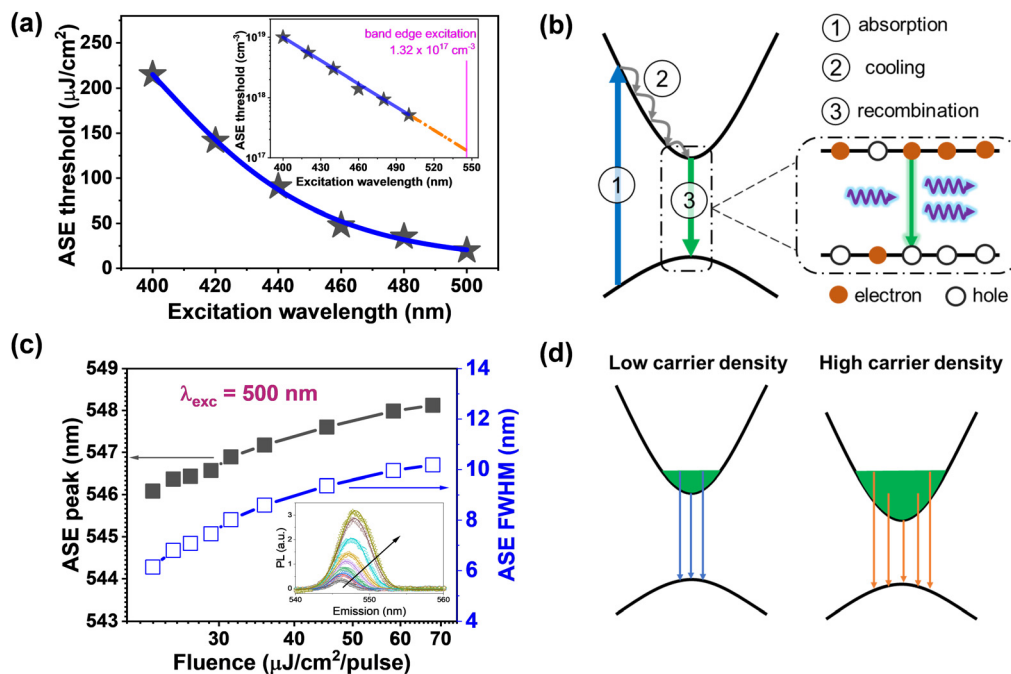 (a)
250
200
150
100
50
0
400 420 440 460 480 500
ASE threshold (μJ/cm²)
Excitation wavelength (nm)
band edge excitation
1.32 x 10¹⁷ cm⁻³
10¹⁹
10¹⁸
10¹⁷
400 430 460 490 520 550
ASE threshold (cm⁻³)
Excitation wavelength (nm)
(b)
1 absorption
2 cooling
3 recombination
2
1
3
electron hole
(c)
549
548
547
546
545
544
543
ASE peak (nm)
λexc = 500 nm
14
12
10
8
6
4
ASE FWHM (nm)
30 40 50 60 70
Fluence (μJ/cm²/pulse)
3
2
1
0
PL (a.u.)
540 550 560
Emission (nm)
(d)
Low carrier density High carrier density